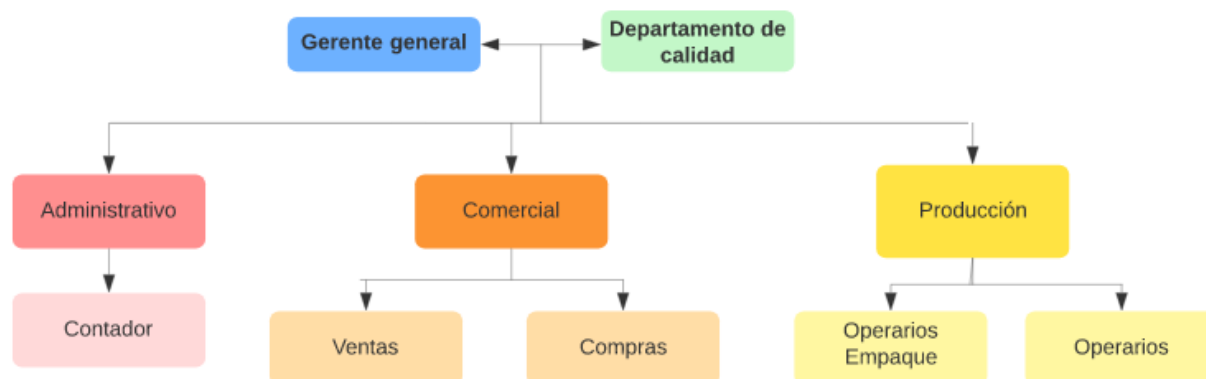 Gerente general
Departamento de
calidad
Administrativo
Comercial
Producción
Contador
Ventas
Compras
Operarios
Empaque
Operarios